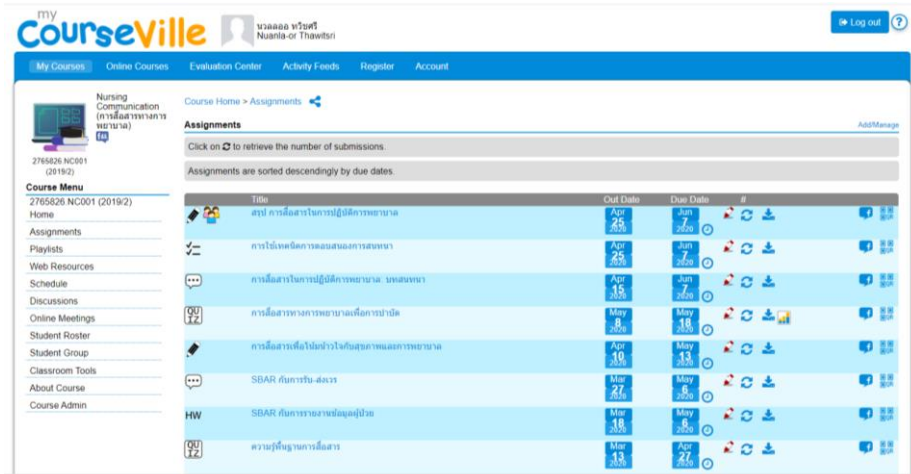 my
CourseVille
นวลลออ ทวิชศรี
Nuanla-or Thawitsri
Log out
?
My Courses
Online Courses
Evaluation Center
Activity Feeds
Register
Account
Nursing
Communication
(การสื่อสารทางการ
พยาบาล)
2765826.NC001
(2019/2)
Course Menu
2765826.NC001 (2019/2)
Home
Assignments
Playlists
Web Resources
Schedule
Discussions
Online Meetings
Student Roster
Student Group
Classroom Tools
About Course
Course Admin
Course Home > Assignments
Assignments
Add/Manage
Click on to retrieve the number of submissions.
Assignments are sorted descendingly by due dates.
Title Out Date Due Date #
สรุป การสื่อสารในการปฏิบัติการพยาบาล
Apr 25 2020
Jun 7 2020
การใช้เทคนิคการตอบสนองการสนทนา
Apr 25 2020
Jun 7 2020
การสื่อสารในการปฏิบัติการพยาบาล บทสนทนา
Apr 15 2020
Jun 7 2020
QUIZ
การสื่อสารทางการพยาบาลเพื่อการบำบัด
May 8 2020
May 18 2020
การสื่อสารเพื่อโน้มน้าวใจกับสุขภาพและการพยาบาล
Apr 10 2020
May 13 2020
SBAR กับการรับ-ส่งเวร
Mar 27 2020
May 6 2020
HW
SBAR กับการรายงานข้อมูลผู้ป่วย
Mar 18 2020
May 6 2020
QUIZ
ความรู้พื้นฐานการสื่อสาร
Mar 13 2020
Apr 27 2020